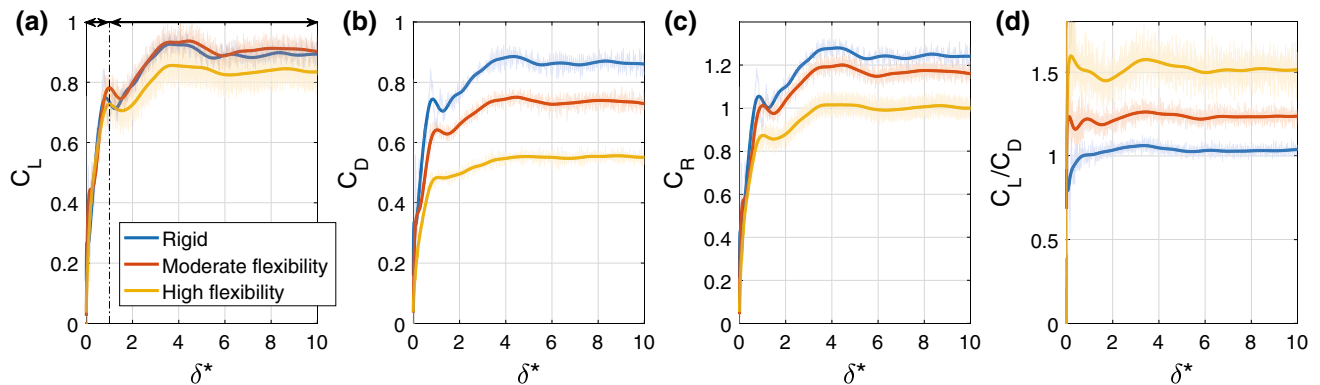 (a)
C_L
1
0.8
0.6
0.4
0.2
0
0 2 4 6 8 10
δ*
Rigid
Moderate flexibility
High flexibility
(b)
C_D
1
0.8
0.6
0.4
0.2
0
0 2 4 6 8 10
δ*
(c)
C_R
1.2
1
0.8
0.6
0.4
0.2
0
0 2 4 6 8 10
δ*
(d)
C_L/C_D
1.5
1
0.5
0
0 2 4 6 8 10
δ*